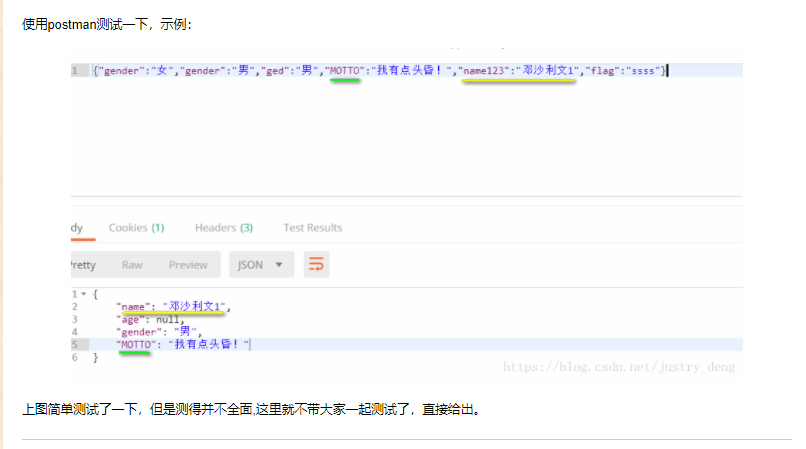 使用postman测试一下，示例：
1 {"gender":"女","gender":"男","ged":"男","MOTTO":"我有点头昏！","name123":"邓沙利文1","flag":"ssss"}
dy Cookies (1) Headers (3) Test Results
Pretty Raw Preview JSON
1 {
2 "name": "邓沙利文1",
3 "age": null,
4 "gender": "男",
5 "MOTTO": "我有点头昏！"
6 }
https://blog.csdn.net/justry_deng
上图简单测试了一下，但是测得并不全面,这里就不带大家一起测试了，直接给出。